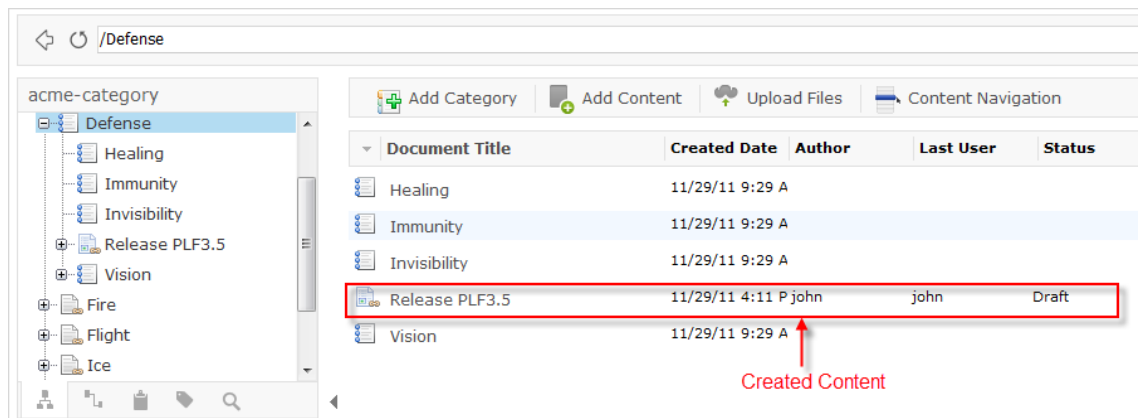 /Defense
acme-category
Defense
Healing
Immunity
Invisibility
Release PLF3.5
Vision
Fire
Flight
Ice
Add Category Add Content Upload Files Content Navigation
Document Title Created Date Author Last User Status
Healing 11/29/11 9:29 A
Immunity 11/29/11 9:29 A
Invisibility 11/29/11 9:29 A
Release PLF3.5 11/29/11 4:11 P john john Draft
Vision 11/29/11 9:29 A
Created Content